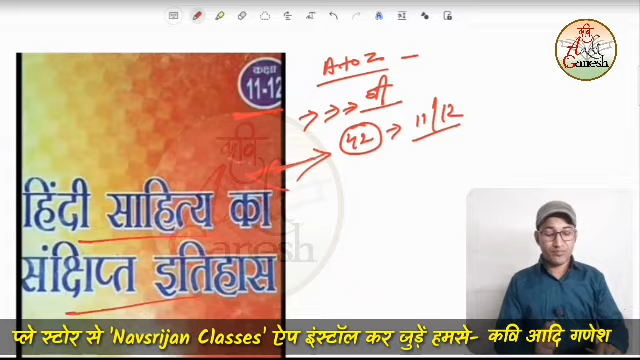 कवि
Adi
Ganesh
कक्षा
11-12
A to Z
42
11/12
हिंदी साहित्य का
संक्षिप्त इतिहास
प्ले स्टोर से 'Navsrijan Classes' ऐप इंस्टॉल कर जुड़ें हमसे- कवि आदि गणेश